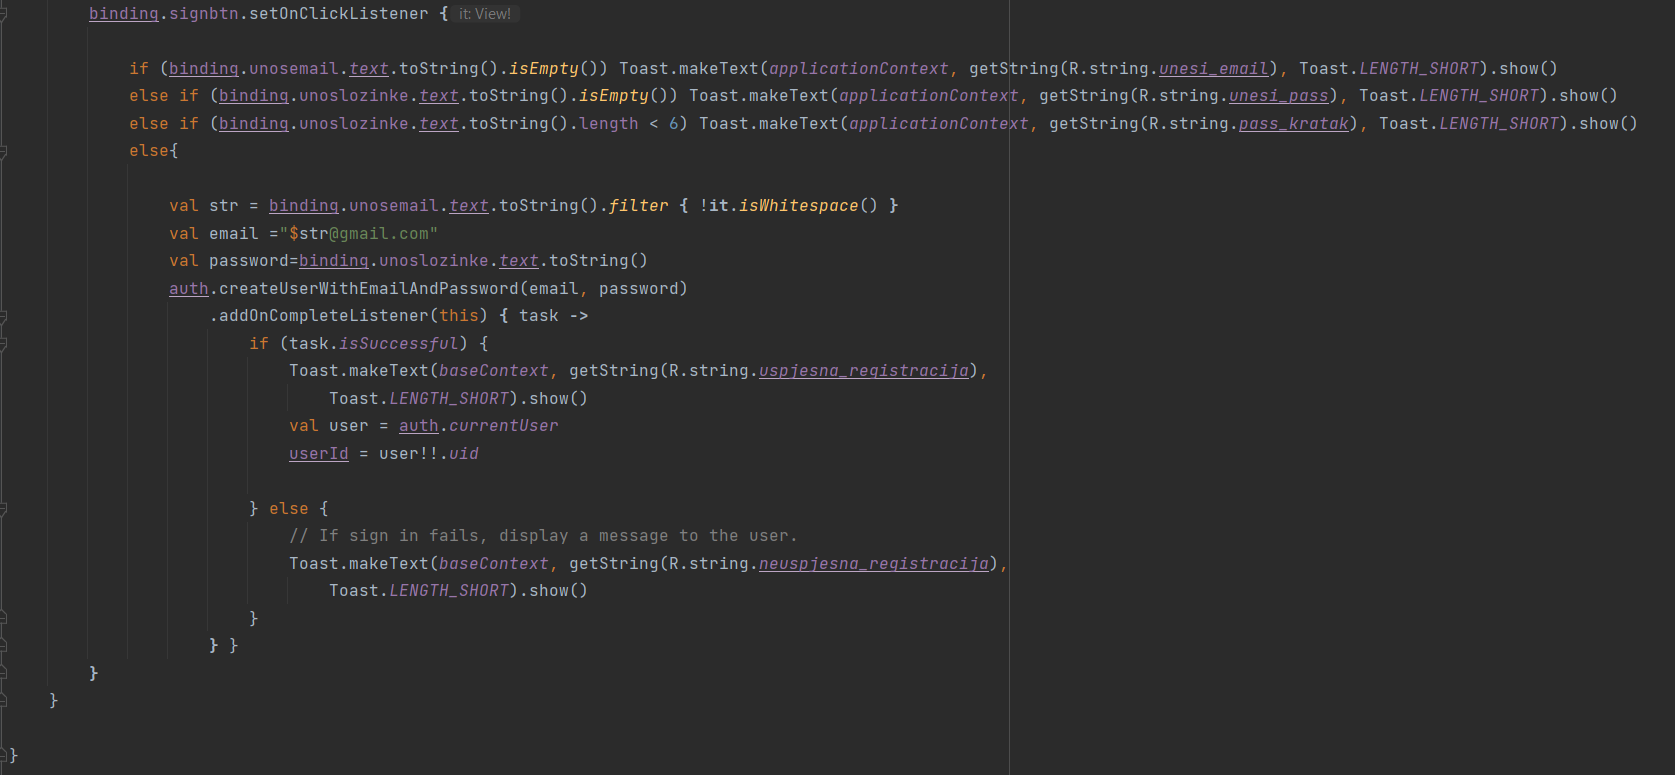 binding.signbtn.setOnClickListener { it: View!
if (binding.unosemail.text.toString().isEmpty()) Toast.makeText(applicationContext, getString(R.string.unesi_email), Toast.LENGTH_SHORT).show()
else if (binding.unoslozinke.text.toString().isEmpty()) Toast.makeText(applicationContext, getString(R.string.unesi_pass), Toast.LENGTH_SHORT).show()
else if (binding.unoslozinke.text.toString().length < 6) Toast.makeText(applicationContext, getString(R.string.pass_kratak), Toast.LENGTH_SHORT).show()
else{
val str = binding.unosemail.text.toString().filter { !it.isWhitespace() }
val email ="$str@gmail.com"
val password=binding.unoslozinke.text.toString()
auth.createUserWithEmailAndPassword(email, password)
.addOnCompleteListener(this) { task ->
if (task.isSuccessful) {
Toast.makeText(baseContext, getString(R.string.uspjesna_registracija),
Toast.LENGTH_SHORT).show()
val user = auth.currentUser
userId = user!!.uid
} else {
// If sign in fails, display a message to the user.
Toast.makeText(baseContext, getString(R.string.neuspjesna_registracija),
Toast.LENGTH_SHORT).show()
}
} }
}
}
}